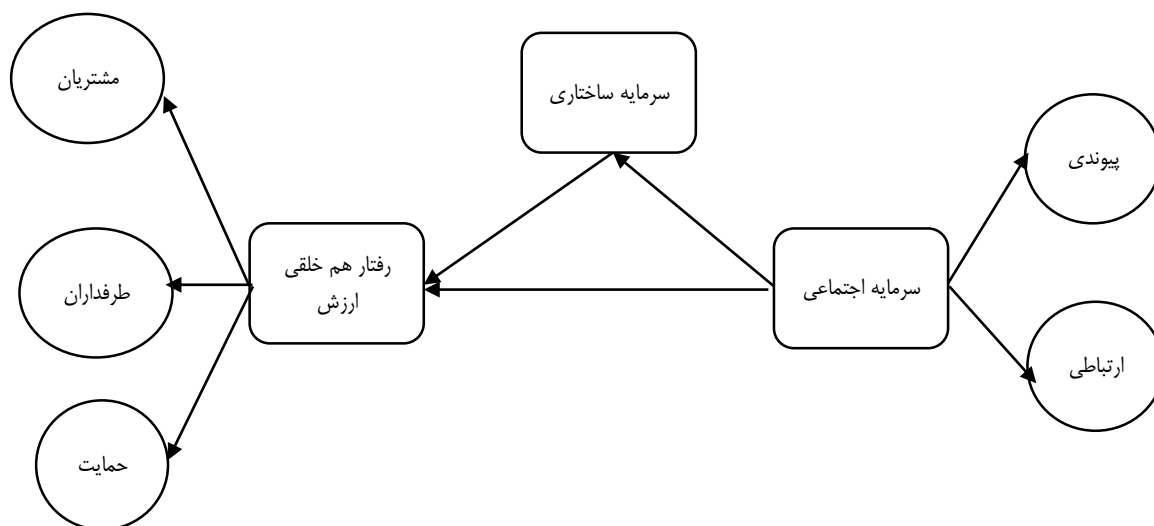 سرمایه ساختاری
پیوندی
سرمایه اجتماعی
ارتباطی
رفتار هم خلقی
ارزش
مشتریان
طرفداران
حمایت